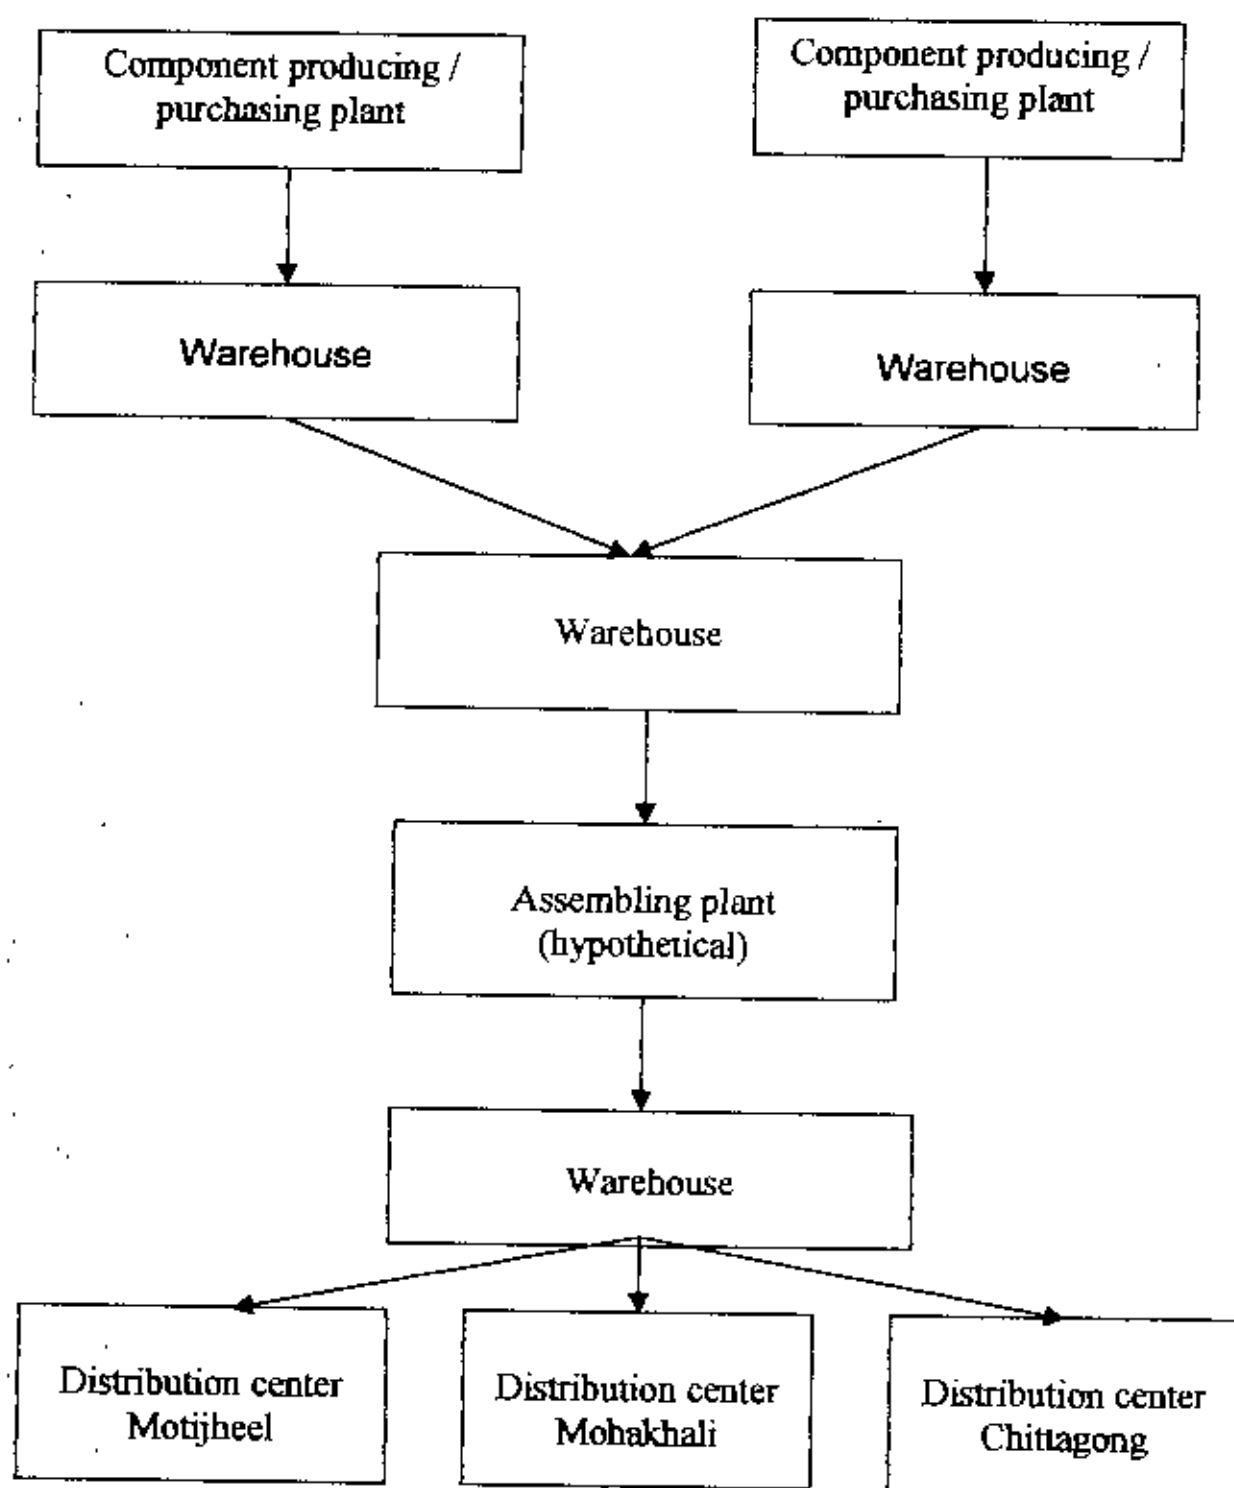 Component producing /
purchasing plant
Component producing /
purchasing plant
Warehouse
Warehouse
Warehouse
Assembling plant
(hypothetical)
Warehouse
Distribution center
Motijheel
Distribution center
Mohakhali
Distribution center
Chittagong